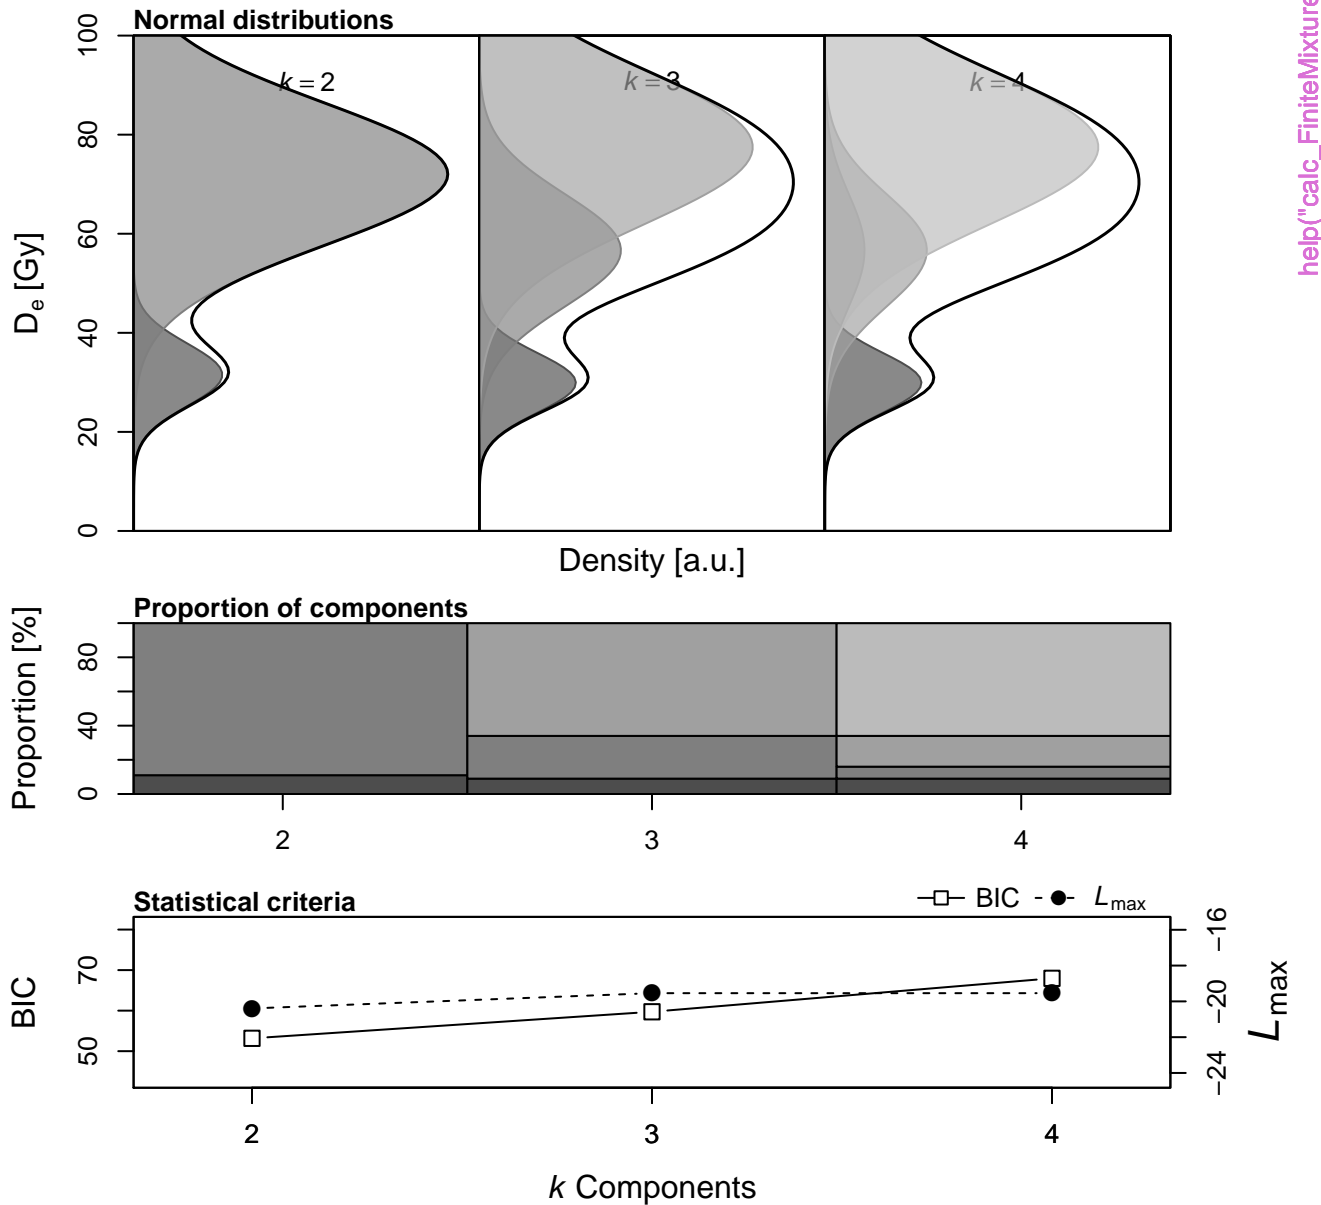 Normal distributions
help("calc_FiniteMixture
100
80
60
40
20
0
De [Gy]
k = 2
k = 3
k = 4
Density [a.u.]
Proportion of components
Proportion [%]
80
40
0
2
3
4
Statistical criteria
BIC
Lmax
BIC
70
50
−16
−20
−24
Lmax
2
3
4
k Components